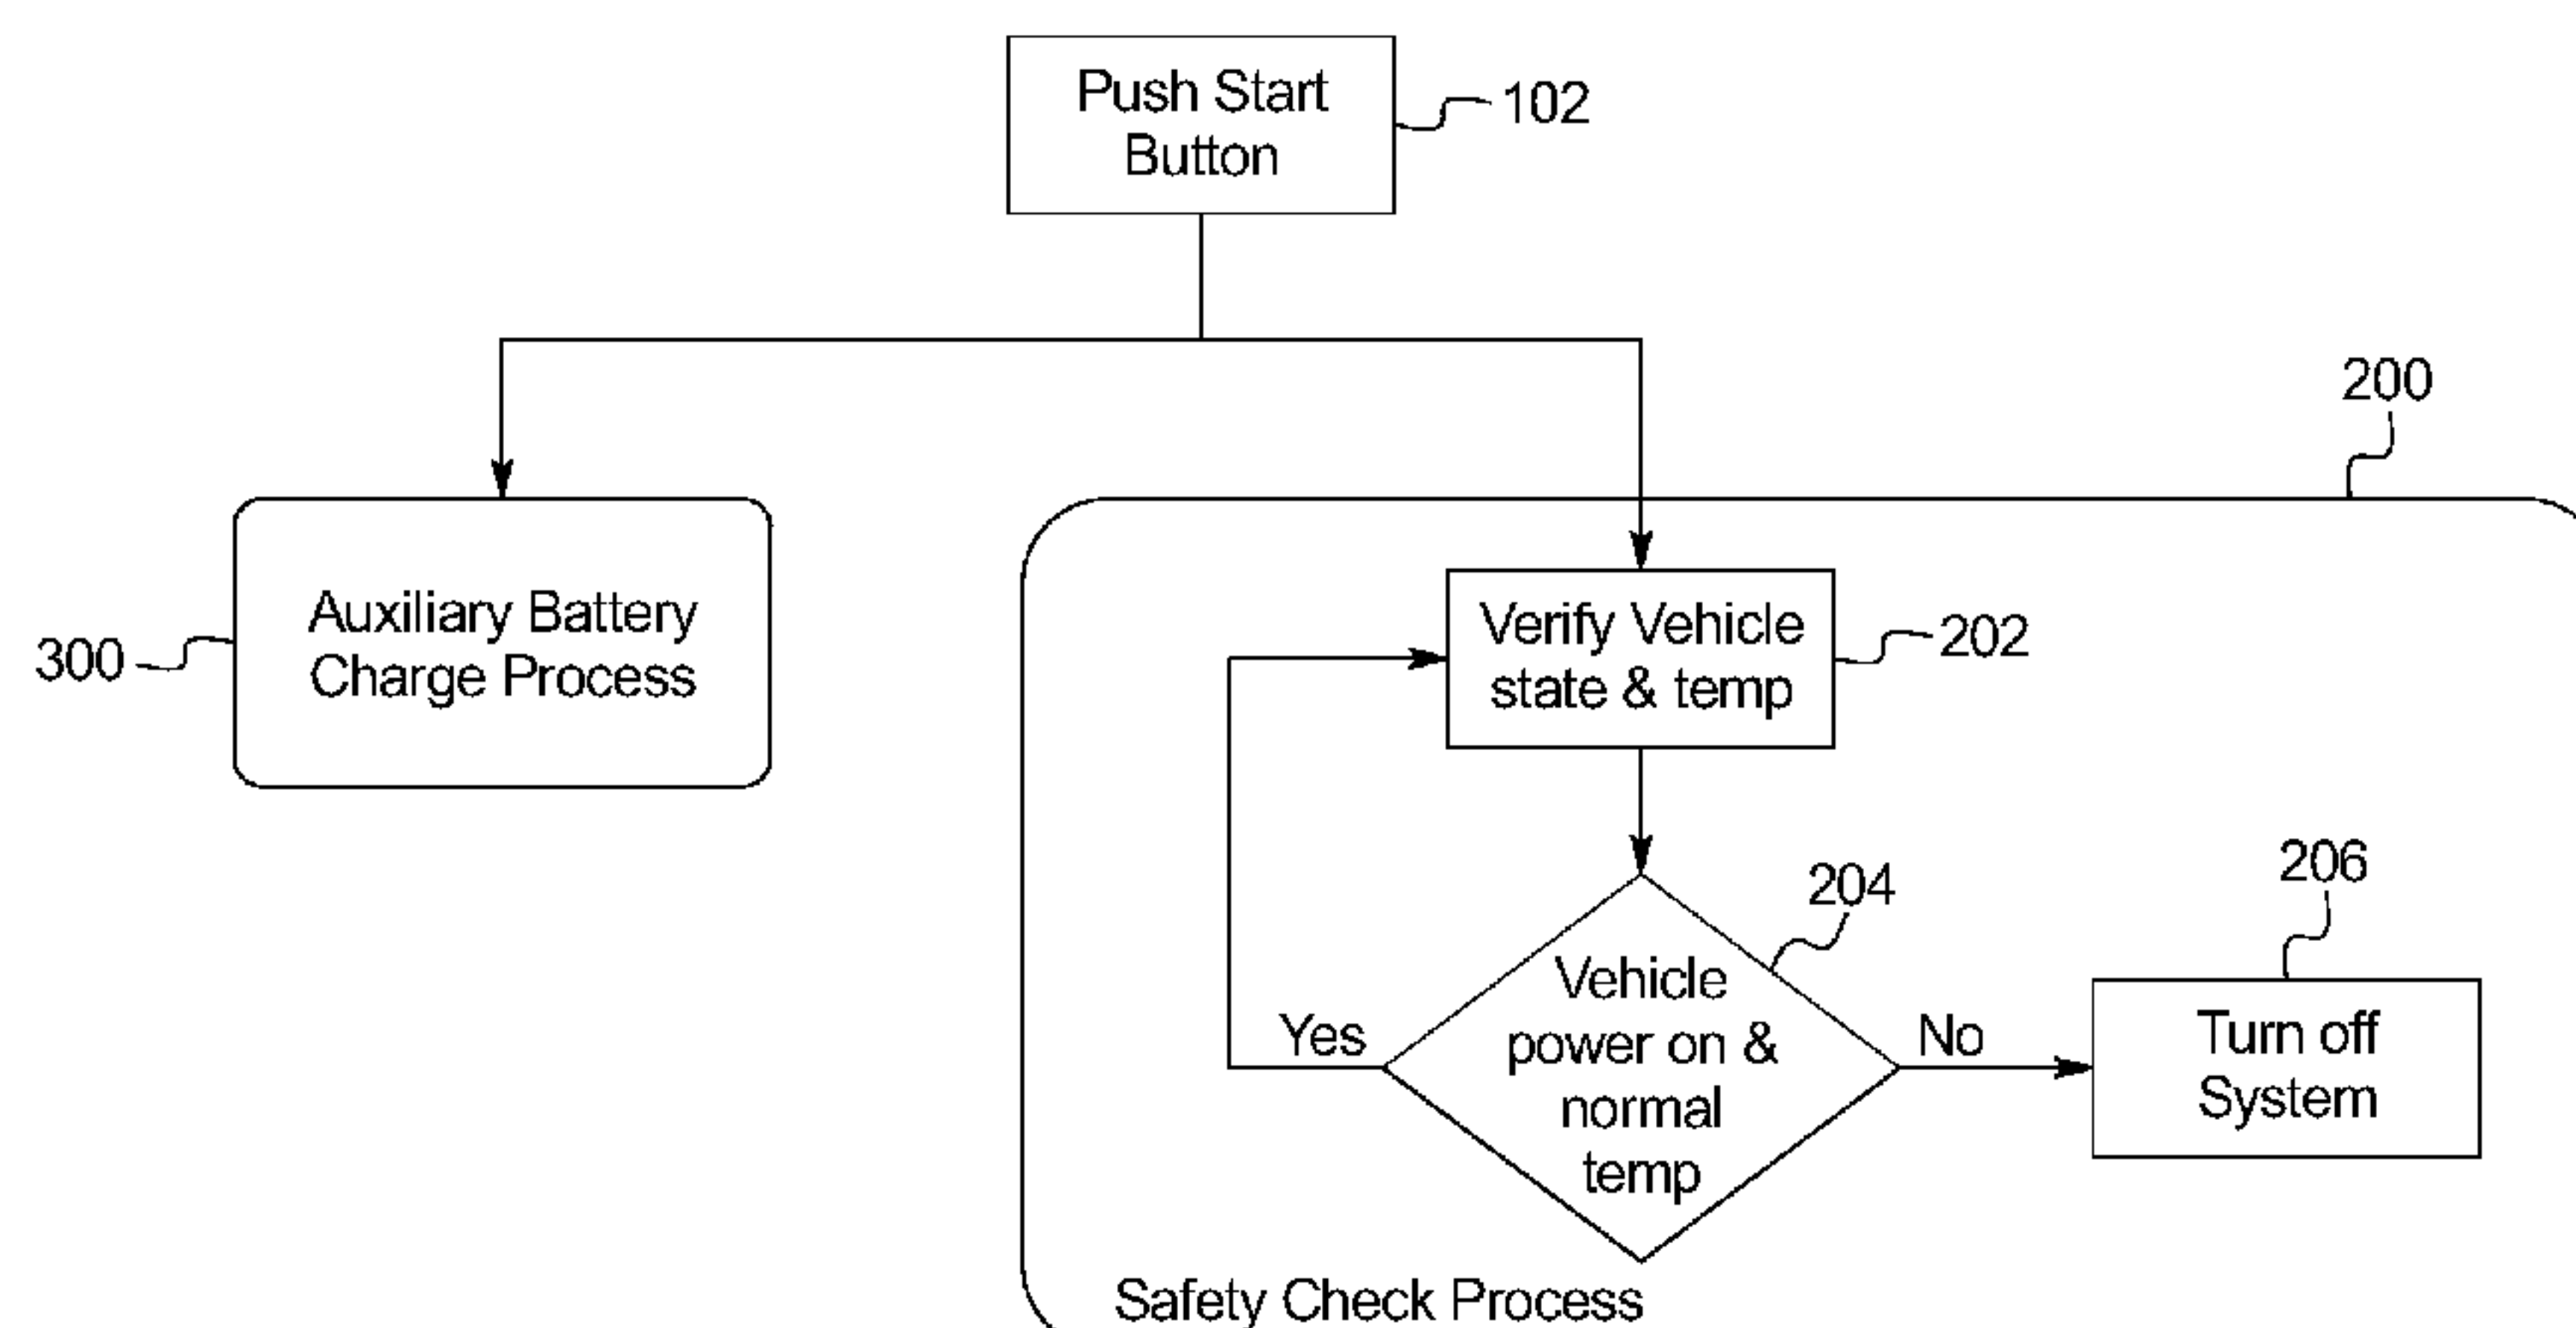 Push Start
Button
102
200
Auxiliary Battery
Charge Process
300
Verify Vehicle
state & temp
202
204
206
Vehicle
power on &
normal
temp
Yes
No
Turn off
System
Safety Check Process